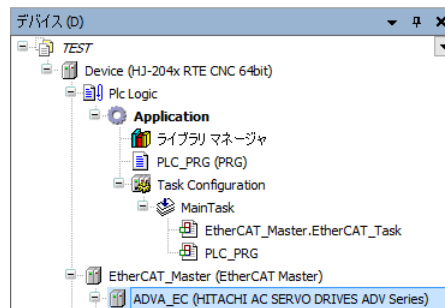 デバイス (D)
TEST
Device (HJ-204x RTE CNC 64bit)
Plc Logic
Application
ライブラリ マネージャ
PLC_PRG (PRG)
Task Configuration
MainTask
EtherCAT_Master.EtherCAT_Task
PLC_PRG
EtherCAT_Master (EtherCAT Master)
ADVA_EC (HITACHI AC SERVO DRIVES ADV Series)